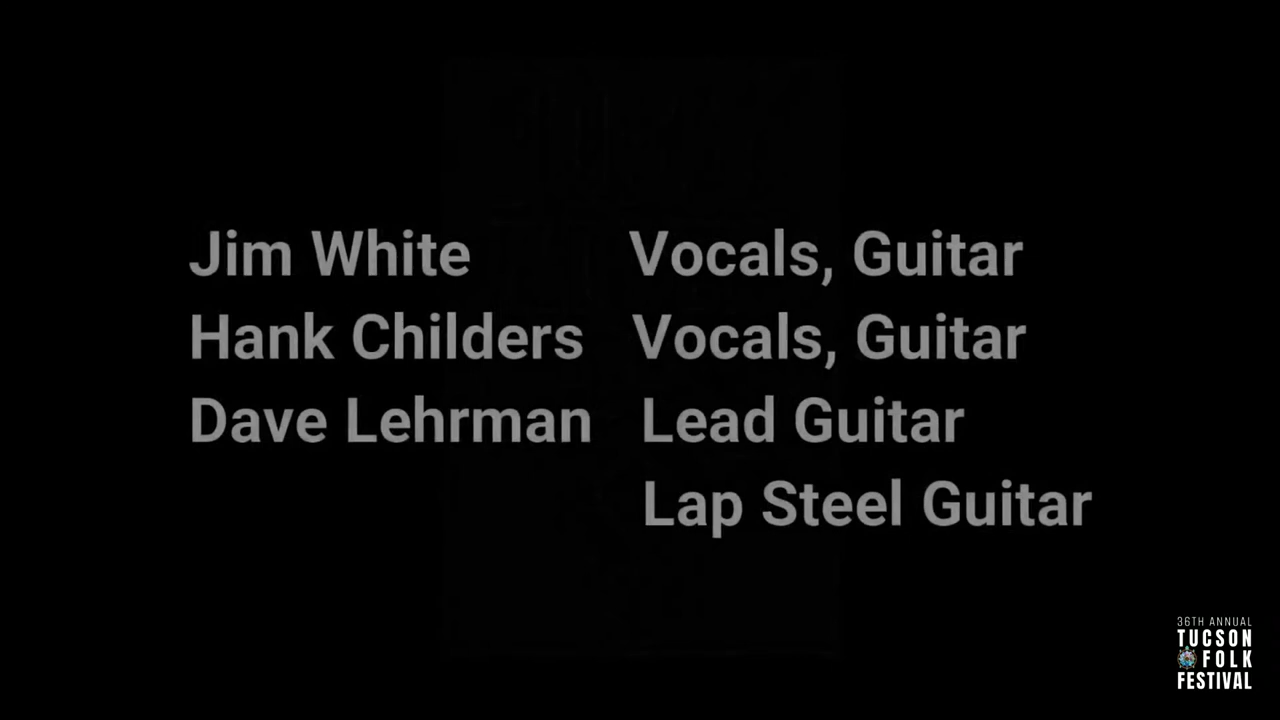 Jim White Vocals, Guitar
Hank Childers Vocals, Guitar
Dave Lehrman Lead Guitar
Lap Steel Guitar
36TH ANNUAL
TUCSON
FOLK
FESTIVAL